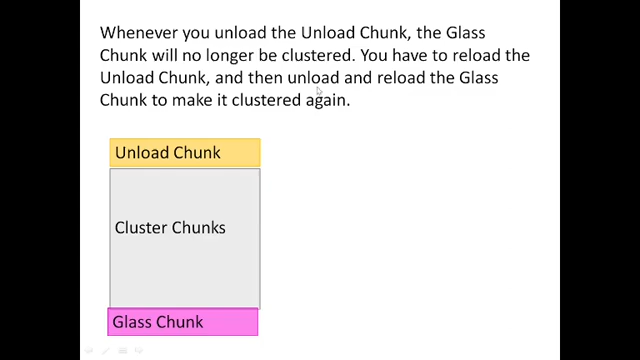 Whenever you unload the Unload Chunk, the Glass
Chunk will no longer be clustered. You have to reload the
Unload Chunk, and then unload and reload the Glass
Chunk to make it clustered again.
Unload Chunk
Cluster Chunks
Glass Chunk